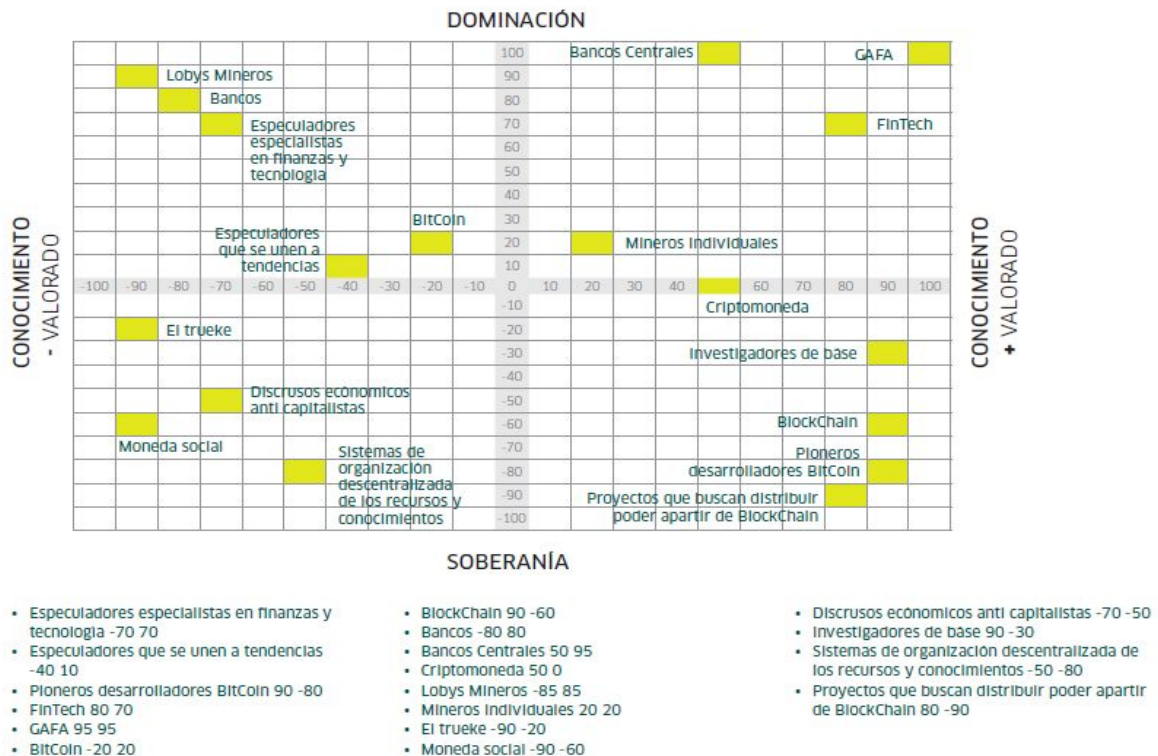 DOMINACIÓN
100 Bancos Centrales GAFA
Lobys Mineros 90
Bancos 80
Especuladores 70 FinTech
especialistas 60
en finanzas y 50
tecnologia
40
BitCoin 30
Especuladores
que se unen a 20 Mineros individuales
tendencias 10
CONOCIMIENTO
- VALORADO
-100 -90 -80 -70 -60 -50 -40 -30 -20 -10 0 10 20 30 40 60 70 80 90 100
CONOCIMIENTO
+ VALORADO
-10 Criptomoneda
El trueke -20
-30 Investigadores de báse
-40
Discrusos ecónomicos -50
anti capitalistas
-60 BlockChain
Moneda social -70
Sistemas de Pioneros
organización -80 desarrolladores BitCoin
descentralizada
de los recursos y -90 Proyectos que buscan distribuir
conocimientos -100 poder apartir de BlockChain
SOBERANÍA
• Especuladores especialistas en finanzas y
tecnologia -70 70
• Especuladores que se unen a tendencias
-40 10
• Pioneros desarrolladores BitCoin 90 -80
• FinTech 80 70
• GAFA 95 95
• BitCoin -20 20
• BlockChain 90 -60
• Bancos -80 80
• Bancos Centrales 50 95
• Criptomoneda 50 0
• Lobys Mineros -85 85
• Mineros individuales 20 20
• El trueke -90 -20
• Moneda social -90 -60
• Discrusos ecónomicos anti capitalistas -70 -50
• Investigadores de báse 90 -30
• Sistemas de organización descentralizada de
los recursos y conocimientos -50 -80
• Proyectos que buscan distribuir poder apartir
de BlockChain 80 -90